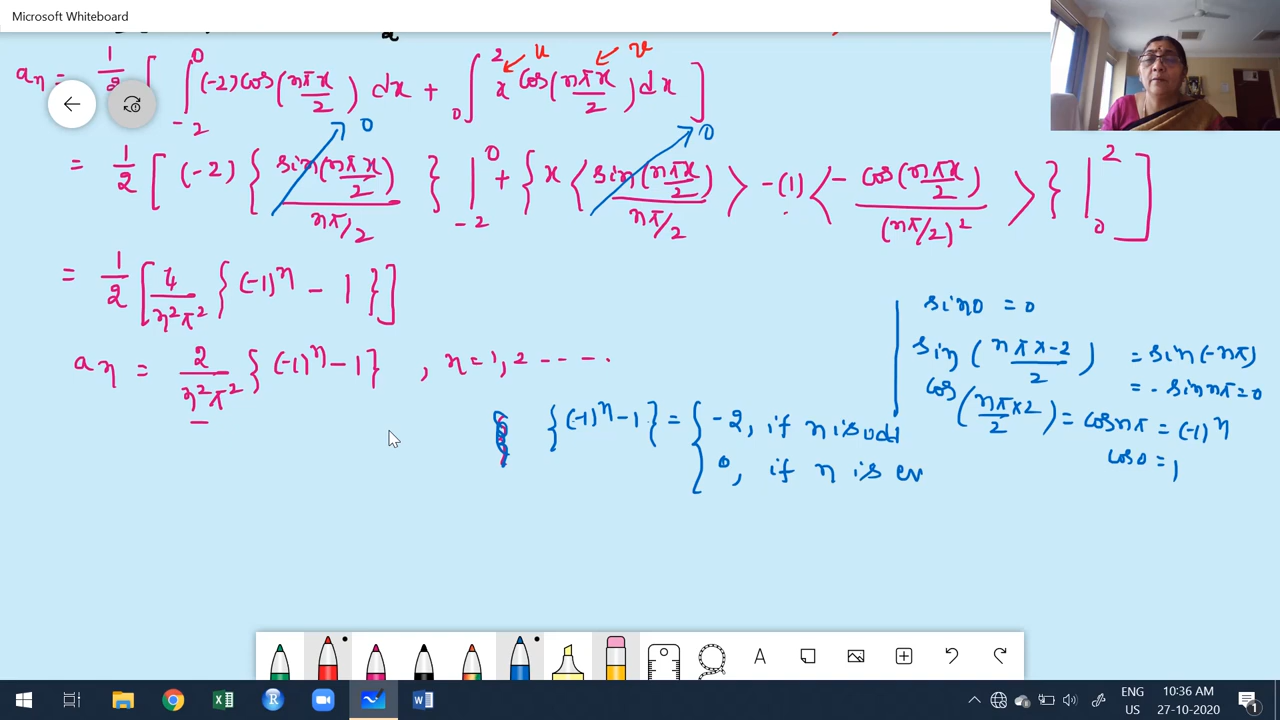 Microsoft Whiteboard
aₙ = 1/2 [ ∫₋₂⁰ (-2) cos(nπx/2) dx + ∫₀² x cos(nπx/2) dx ]
u v
0 0
= 1/2 [ (-2) { sin(nπx/2) / nπ/2 } |₋₂⁰ + { x < sin(nπx/2) / nπ/2 > -(1) < - cos(nπx/2) / (nπ/2)² > } |₀² ]
= 1/2 [ 4/n²π² { (-1)ⁿ - 1 } ]
aₙ = 2/n²π² { (-1)ⁿ - 1 } , n = 1, 2 - - - - .
{ (-1)ⁿ - 1 } = { -2, if n is odd
0, if n is ev
sin 0 = 0
sin ( nπ x -2 / 2 ) = sin(-nπ)
= - sin nπ = 0
cos ( nπ/2 x 2 ) = cos nπ = (-1)ⁿ
cos 0 = 1
A
ENG
US
10:36 AM
27-10-2020
1